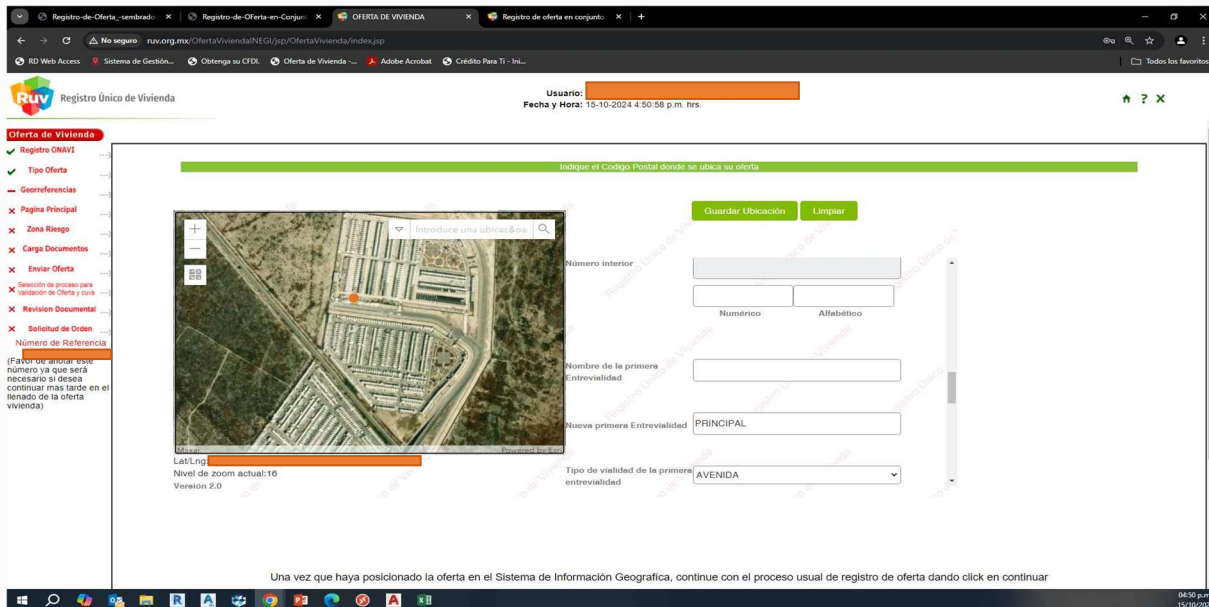 Registro-de-Oferta_-sembrado
Registro-de-OFerta-en-Conjun
OFERTA DE VIVIENDA
Registro de oferta en conjunto
No seguro
ruv.org.mx/OfertaViviendaINEGI/jsp/OfertaVivienda/index.jsp
RD Web Access
Sistema de Gestión...
Obtenga su CFDI.
Oferta de Vivienda -...
Adobe Acrobat
Crédito Para Ti - Ini...
Todos los favoritos
RUV
Registro Único de Vivienda
Usuario:
Fecha y Hora: 15-10-2024 4:50:58 p.m. hrs.
Oferta de Vivienda
Registro ONAVI
Tipo Oferta
Georreferencias
Pagina Principal
Zona Riesgo
Carga Documentos
Enviar Oferta
Selección de proceso para
Validación de Oferta y cuvs
Revision Documental
Solicitud de Orden
Número de Referencia
(Favor de anotar este
número ya que será
necesario si desea
continuar mas tarde en el
llenado de la oferta
vivienda)
Indique el Codigo Postal donde se ubica su oferta
Introduce una ubicac&oa
Maxar
Powered by Esri
Lat/Lng:
Nivel de zoom actual:16
Versión 2.0
Guardar Ubicación
Limpiar
Número interior
Numérico
Alfabético
Nombre de la primera
Entrevialidad
Nueva primera Entrevialidad
PRINCIPAL
Tipo de vialidad de la primera
entrevialidad
AVENIDA
Una vez que haya posicionado la oferta en el Sistema de Información Geografíca, continue con el proceso usual de registro de oferta dando click en continuar
04:50 p.m